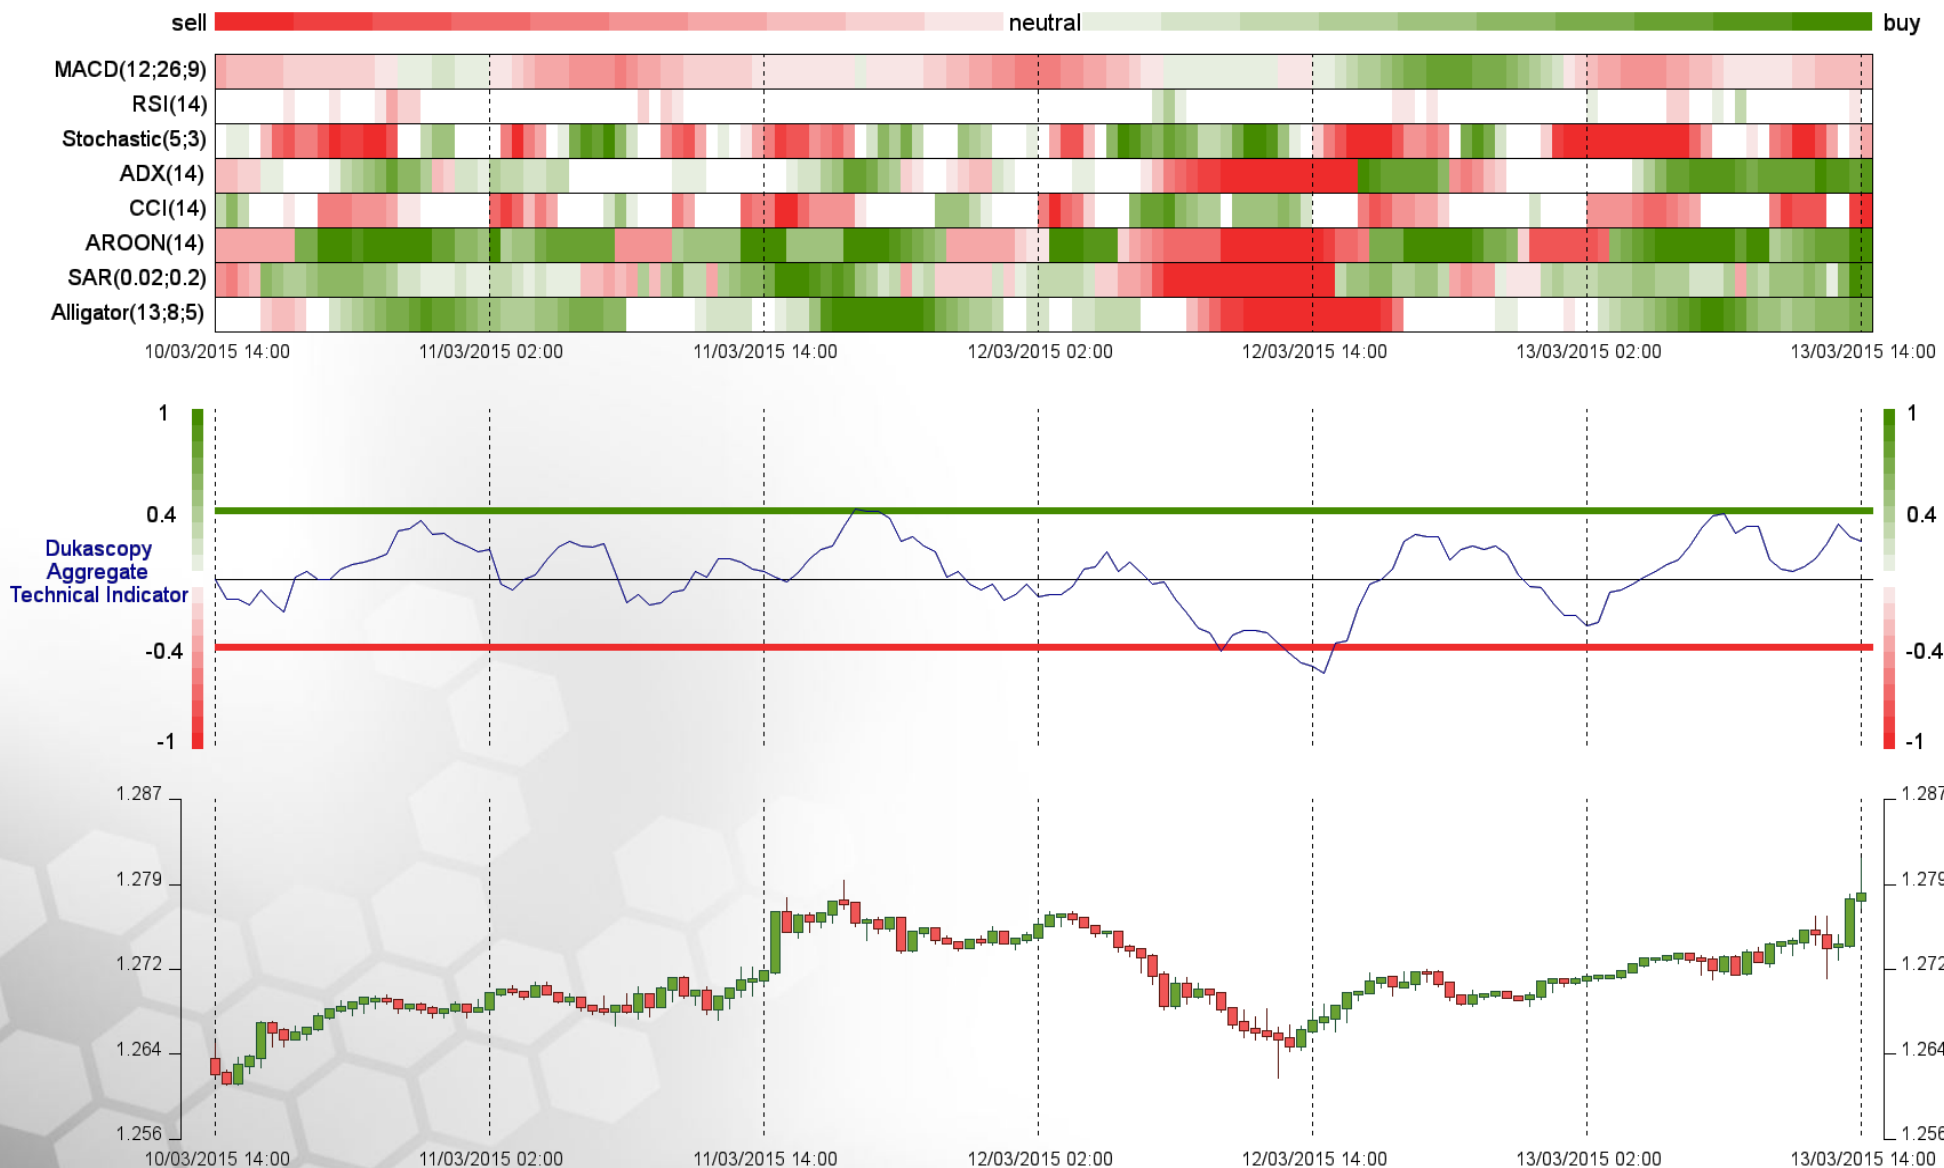 sell neutral buy
MACD(12;26;9)
RSI(14)
Stochastic(5;3)
ADX(14)
CCI(14)
AROON(14)
SAR(0.02;0.2)
Alligator(13;8;5)
10/03/2015 14:00 11/03/2015 02:00 11/03/2015 14:00 12/03/2015 02:00 12/03/2015 14:00 13/03/2015 02:00 13/03/2015 14:00
1 1
0.4 0.4
Dukascopy
Aggregate
Technical Indicator
-0.4 -0.4
-1 -1
1.287 1.287
1.279 1.279
1.272 1.272
1.264 1.264
1.256 1.256
10/03/2015 14:00 11/03/2015 02:00 11/03/2015 14:00 12/03/2015 02:00 12/03/2015 14:00 13/03/2015 02:00 13/03/2015 14:00